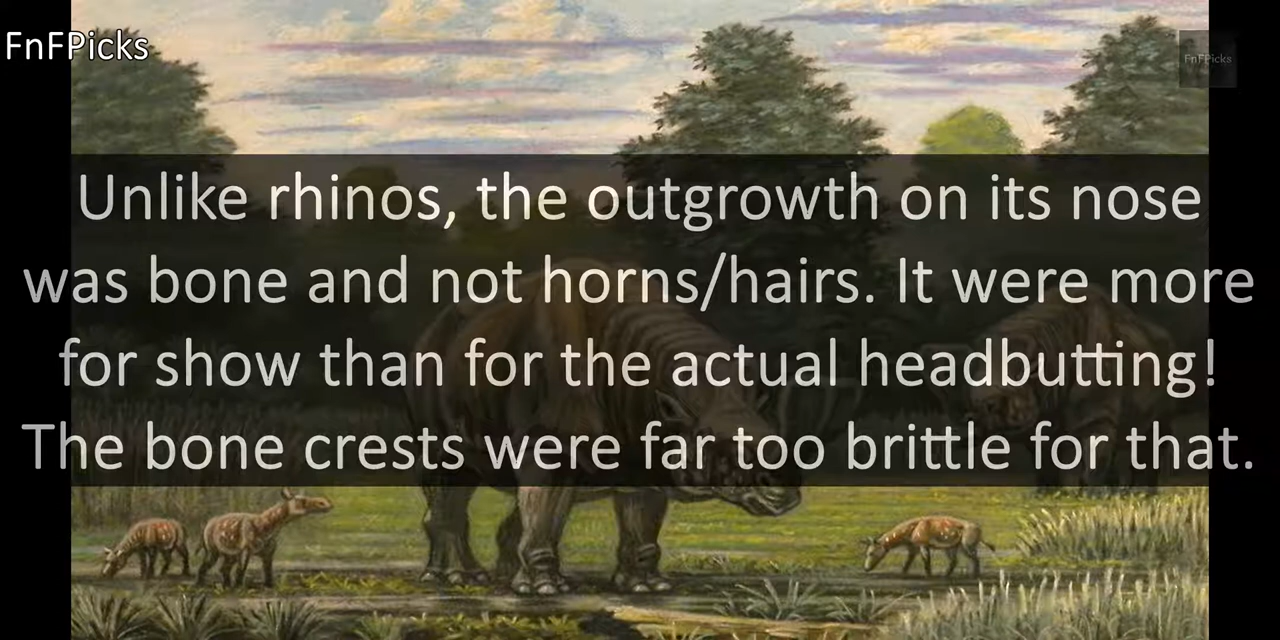 FnFPicks
FnFPicks
Unlike rhinos, the outgrowth on its nose
was bone and not horns/hairs. It were more
for show than for the actual headbutting!
The bone crests were far too brittle for that.